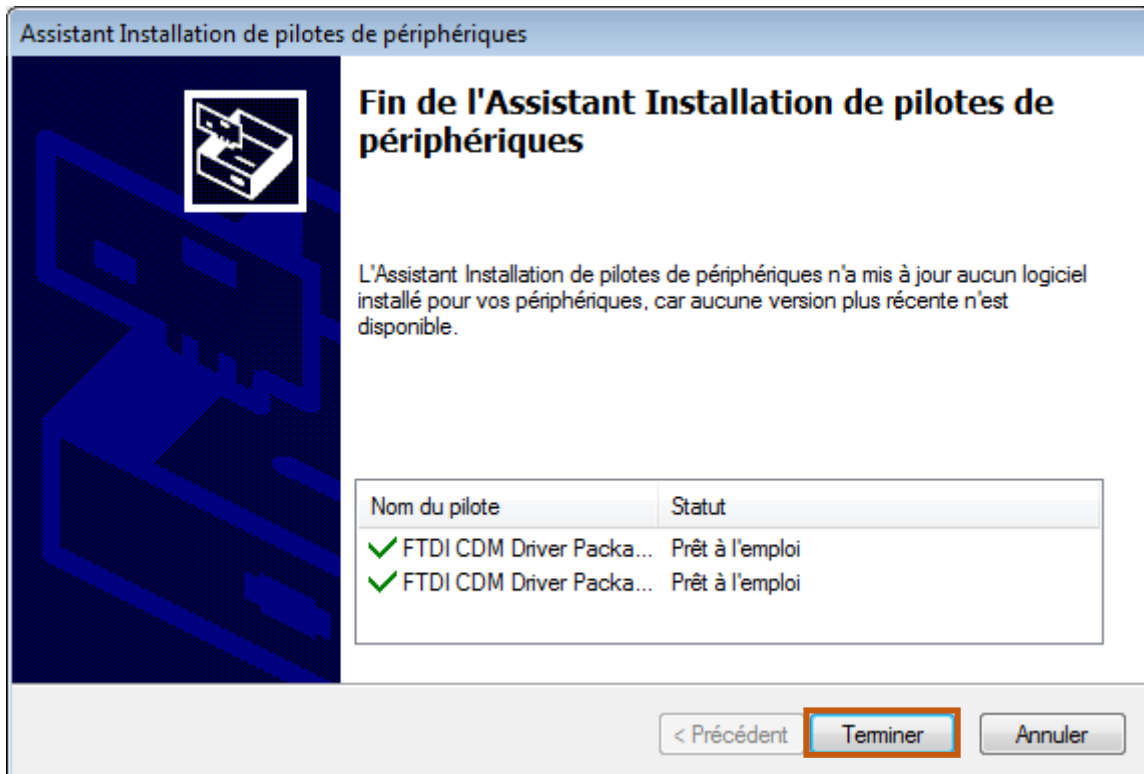 Assistant Installation de pilotes de périphériques
Fin de l'Assistant Installation de pilotes de
périphériques
L'Assistant Installation de pilotes de périphériques n'a mis à jour aucun logiciel
installé pour vos périphériques, car aucune version plus récente n'est
disponible.
Nom du pilote Statut
FTDI CDM Driver Packa... Prêt à l'emploi
FTDI CDM Driver Packa... Prêt à l'emploi
< Précédent Terminer Annuler